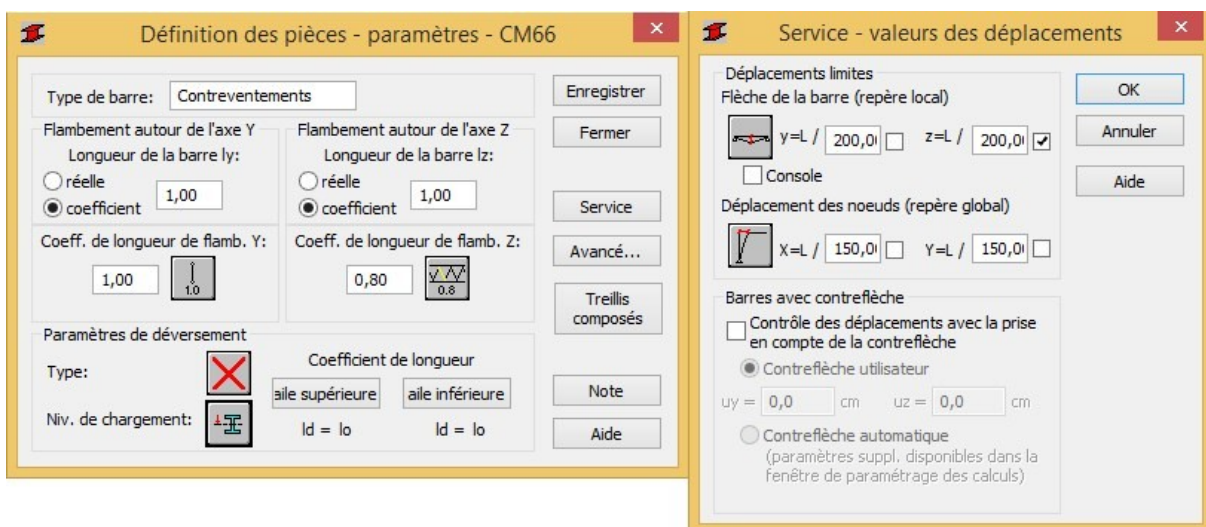 Définition des pièces - paramètres - CM66
Type de barre: Contreventements
Enregistrer
Flambement autour de l'axe Y
Flambement autour de l'axe Z
Fermer
Longueur de la barre ly:
Longueur de la barre lz:
réelle
coefficient
1,00
réelle
coefficient
1,00
Service
Coeff. de longueur de flamb. Y:
Coeff. de longueur de flamb. Z:
Avancé...
1,00
1.0
0,80
0.8
Treillis
composés
Paramètres de déversement
Coefficient de longueur
Type:
aile supérieure
aile inférieure
Note
Niv. de chargement:
ld = lo
ld = lo
Aide
Service - valeurs des déplacements
Déplacements limites
Flèche de la barre (repère local)
OK
y=L / 200,0 z=L / 200,0
Annuler
Console
Aide
Déplacement des noeuds (repère global)
X=L / 150,0 Y=L / 150,0
Barres avec contreflèche
Contrôle des déplacements avec la prise
en compte de la contreflèche
Contreflèche utilisateur
uy = 0,0 cm uz = 0,0 cm
Contreflèche automatique
(paramètres suppl. disponibles dans la
fenêtre de paramétrage des calculs)